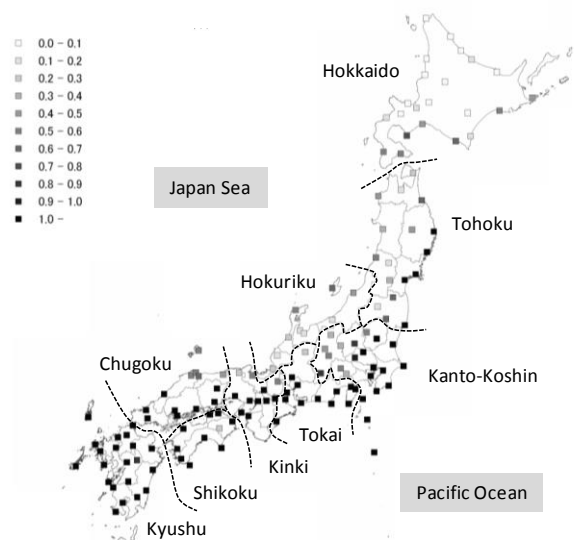 0.0 – 0.1
0.1 – 0.2
0.2 – 0.3
0.3 – 0.4
0.4 – 0.5
0.5 – 0.6
0.6 – 0.7
0.7 – 0.8
0.8 – 0.9
0.9 – 1.0
1.0 –
Hokkaido
Japan Sea
Tohoku
Hokuriku
Chugoku
Kanto-Koshin
Tokai
Kinki
Shikoku
Pacific Ocean
Kyushu